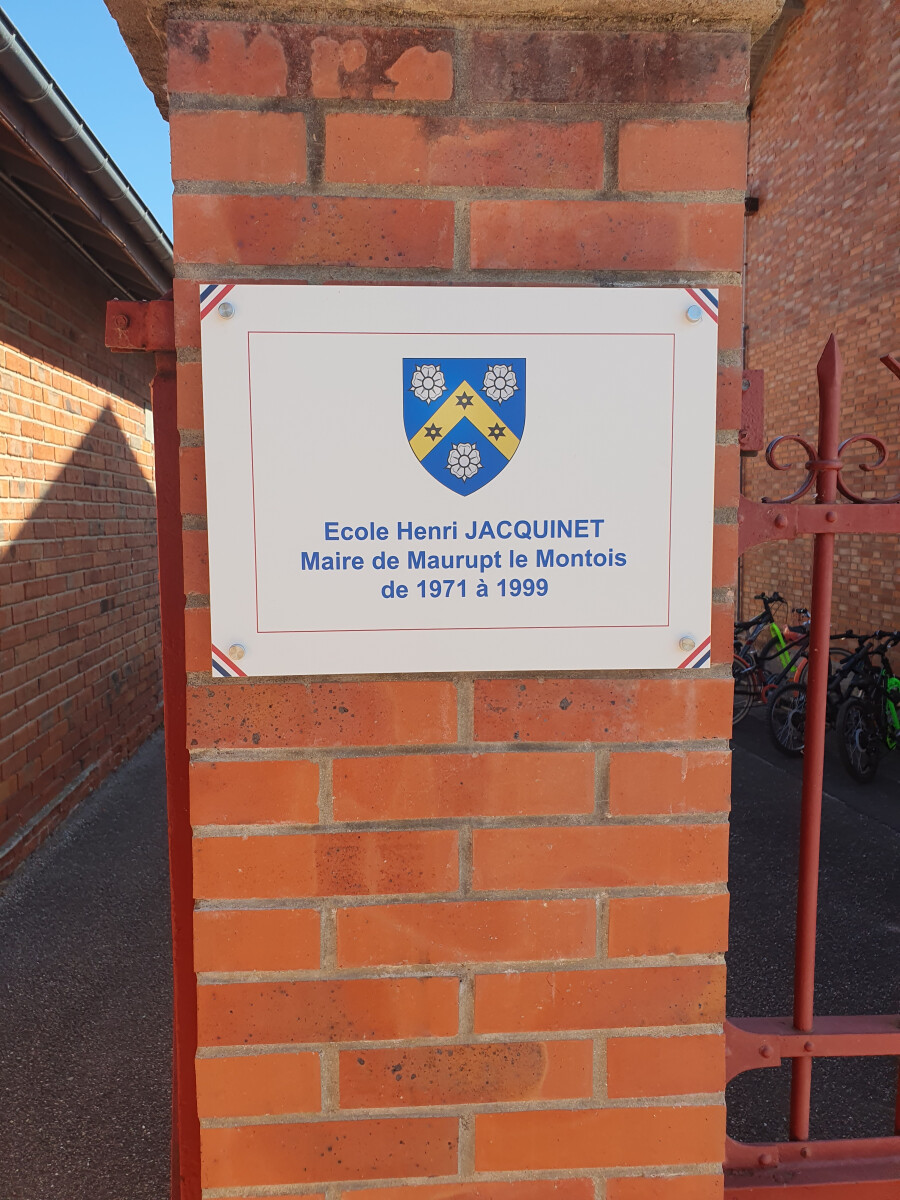 Ecole Henri JACQUINET
Maire de Maurupt le Montois
de 1971 à 1999